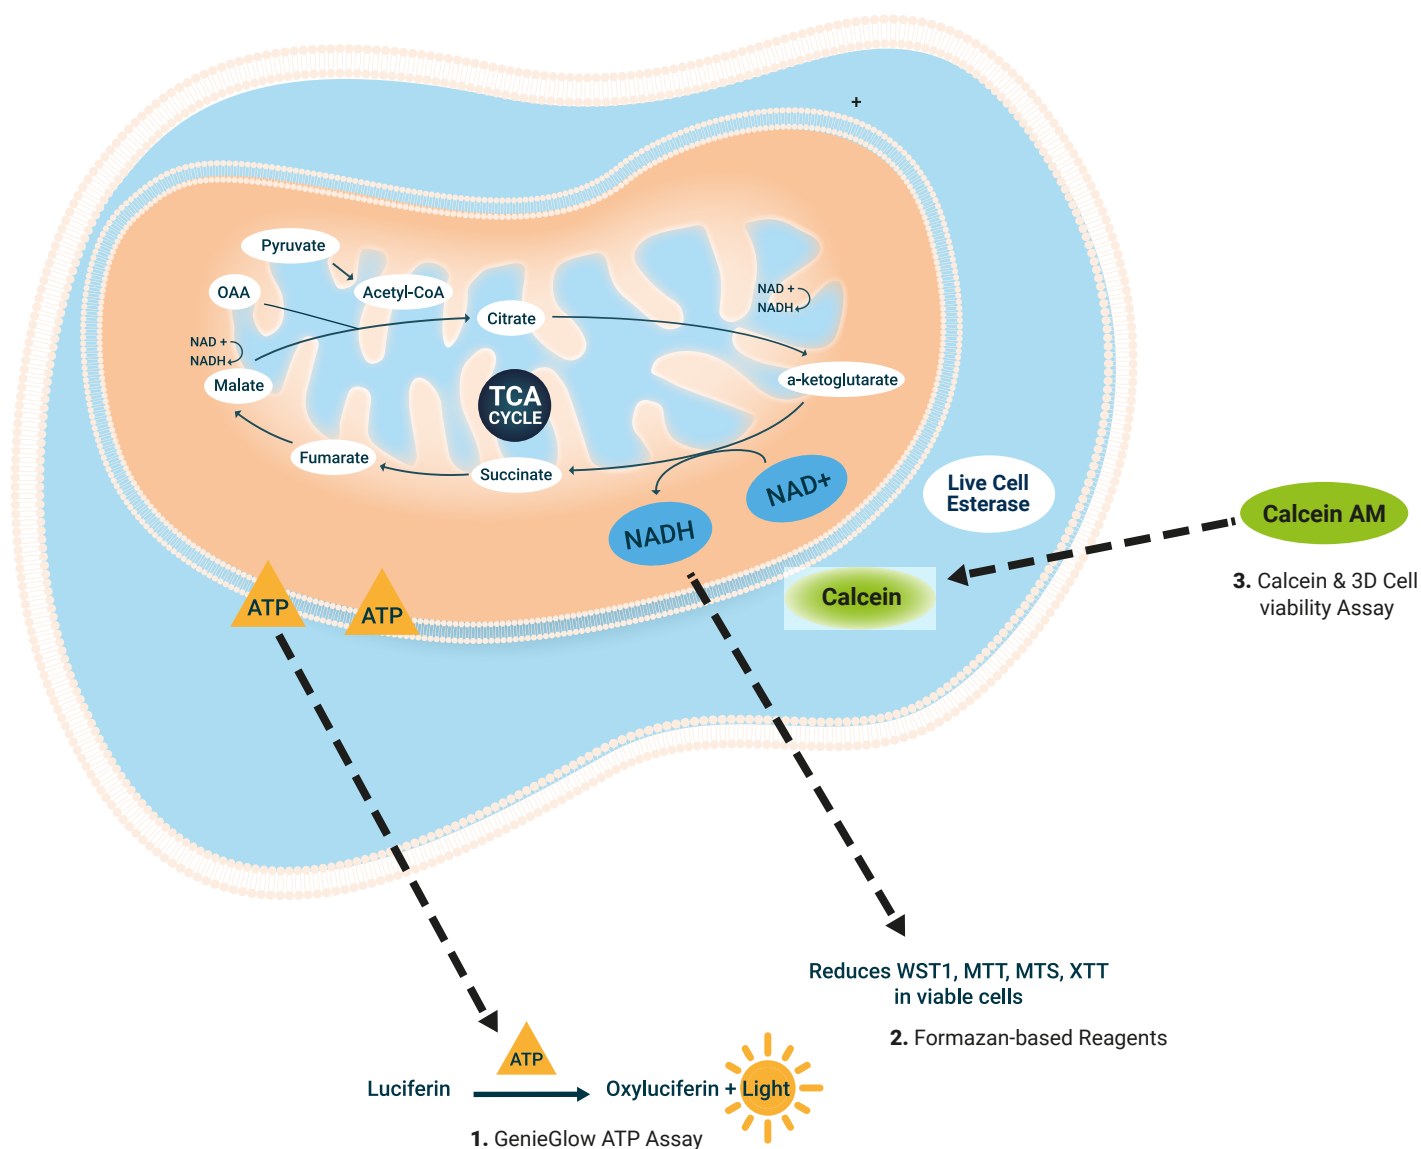 +
Pyruvate
OAA
Acetyl-CoA
Citrate
NAD +
NADH
NAD +
NADH
Malate
a-ketoglutarate
TCA
CYCLE
Fumarate
Succinate
NAD+
NADH
Live Cell
Esterase
Calcein AM
Calcein
3. Calcein & 3D Cell
viability Assay
ATP
ATP
Reduces WST1, MTT, MTS, XTT
in viable cells
2. Formazan-based Reagents
ATP
Luciferin
Oxyluciferin + Light
1. GenieGlow ATP Assay